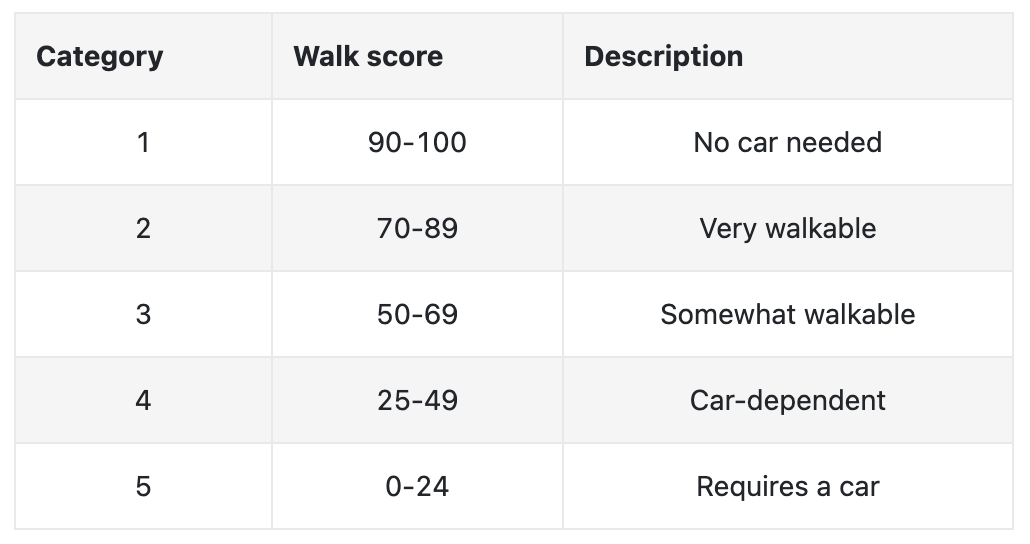 Category Walk score Description
1 90-100 No car needed
2 70-89 Very walkable
3 50-69 Somewhat walkable
4 25-49 Car-dependent
5 0-24 Requires a car